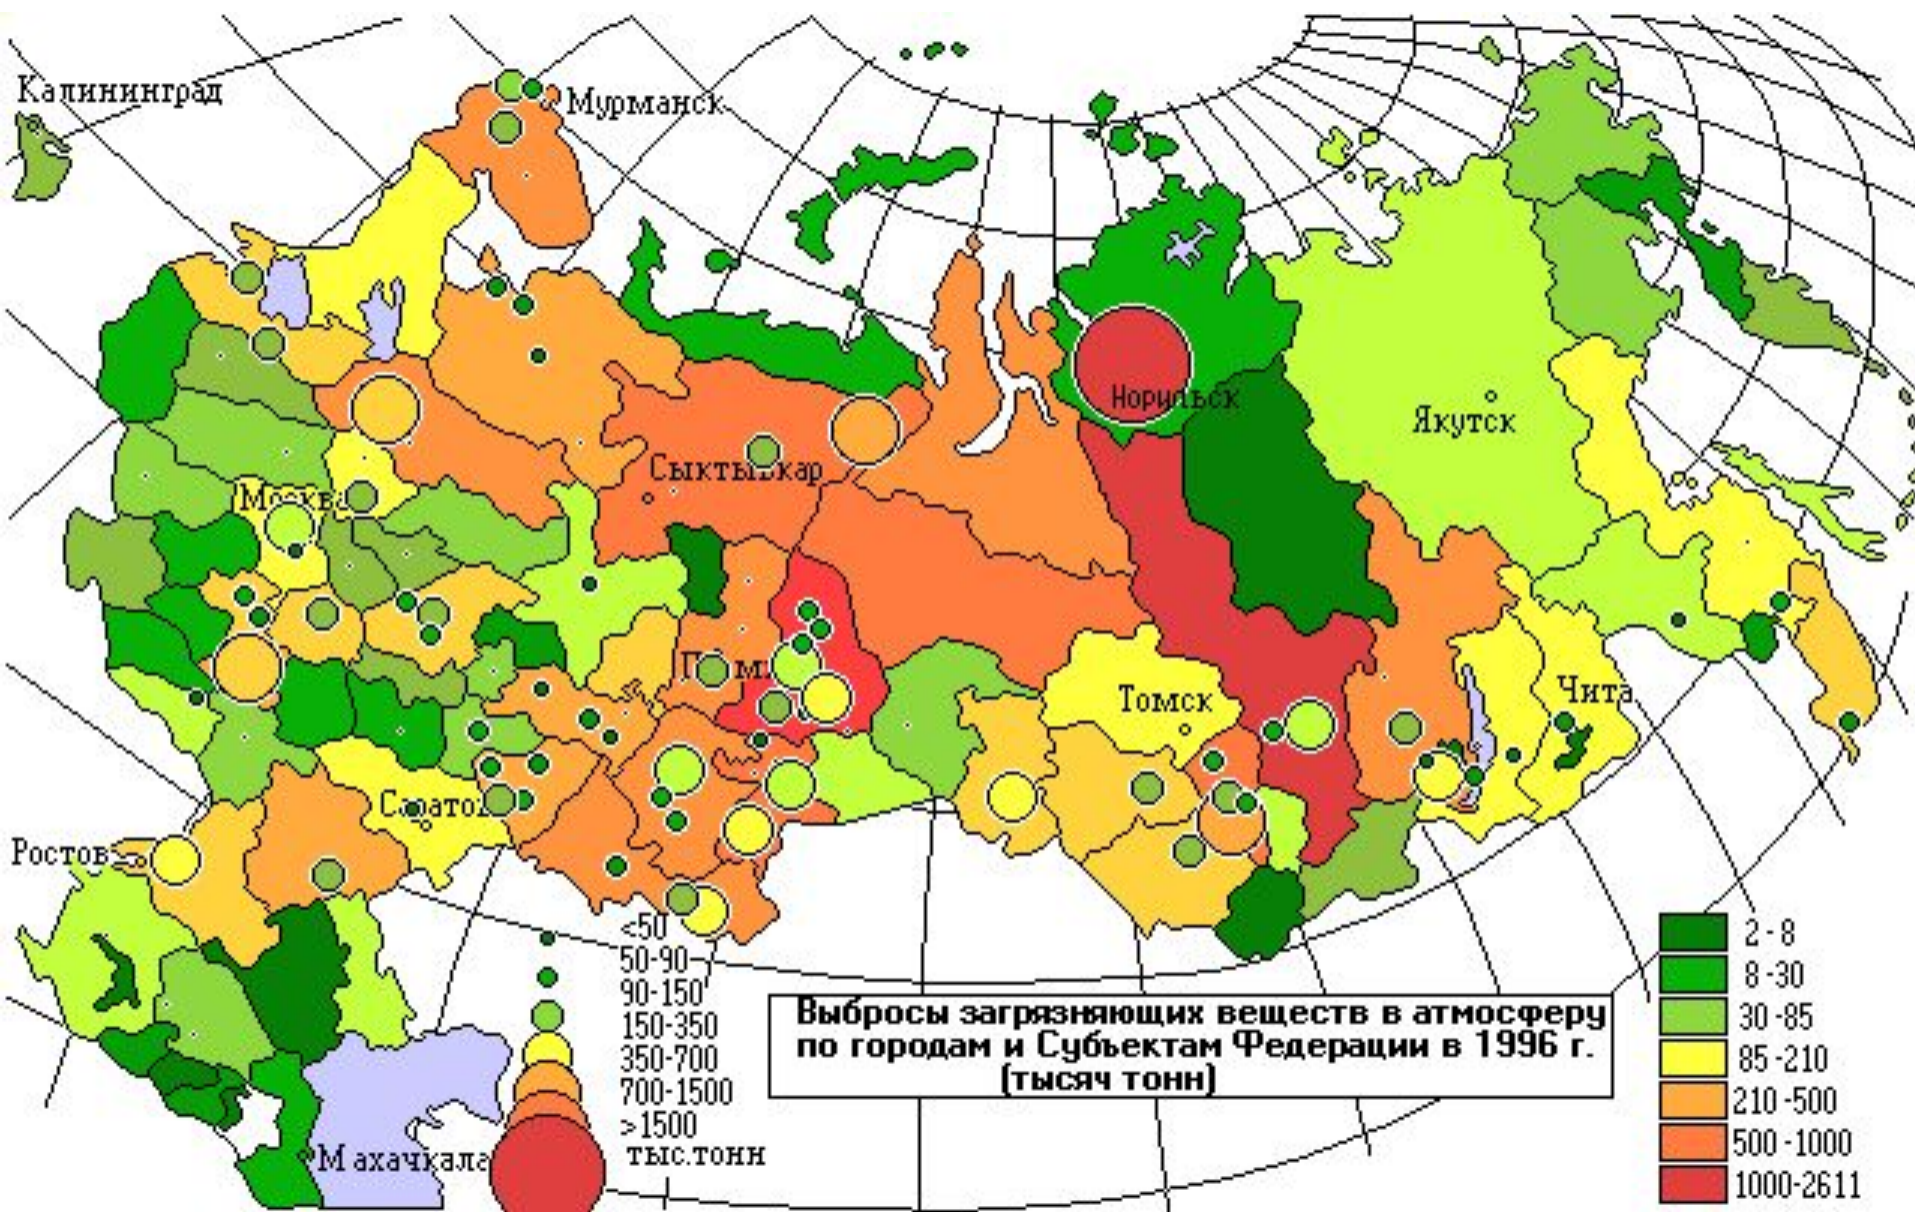 Калининград
Мурманск
Норильск
Якутск
Сыктывкар
Москва
Томск
Чита
Саратов
Ростов
<50
50-90
90-150
150-350
350-700
700-1500
>1500
тыс.тонн
Махачкала
Выбросы загрязняющих веществ в атмосферу
по городам и Субъектам Федерации в 1996 г.
(тысяч тонн)
2-8
8-30
30-85
85-210
210-500
500-1000
1000-2611